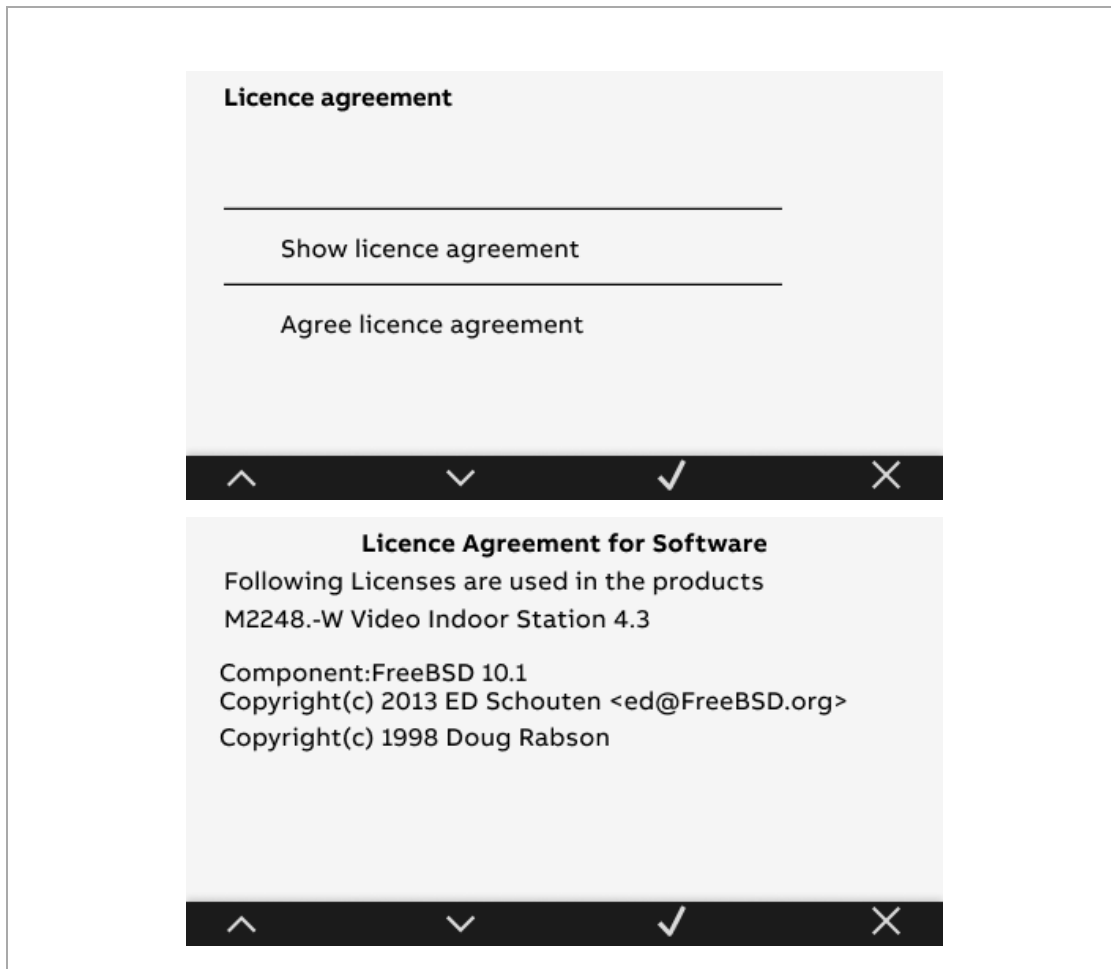 Licence agreement
Show licence agreement
Agree licence agreement
Licence Agreement for Software
Following Licenses are used in the products
M2248.-W Video Indoor Station 4.3
Component:FreeBSD 10.1
Copyright(c) 2013 ED Schouten <ed@FreeBSD.org>
Copyright(c) 1998 Doug Rabson